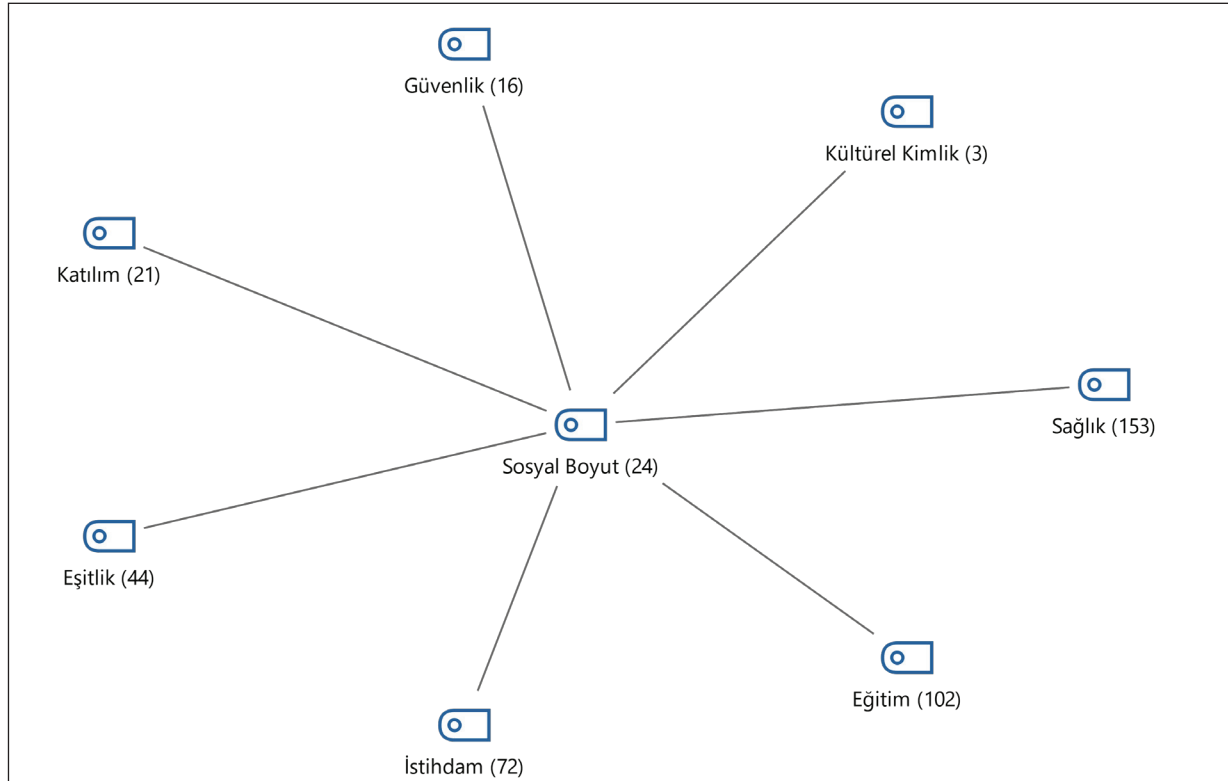 Güvenlik (16)
Kültürel Kimlik (3)
Katılım (21)
Sağlık (153)
Sosyal Boyut (24)
Eşitlik (44)
Eğitim (102)
İstihdam (72)